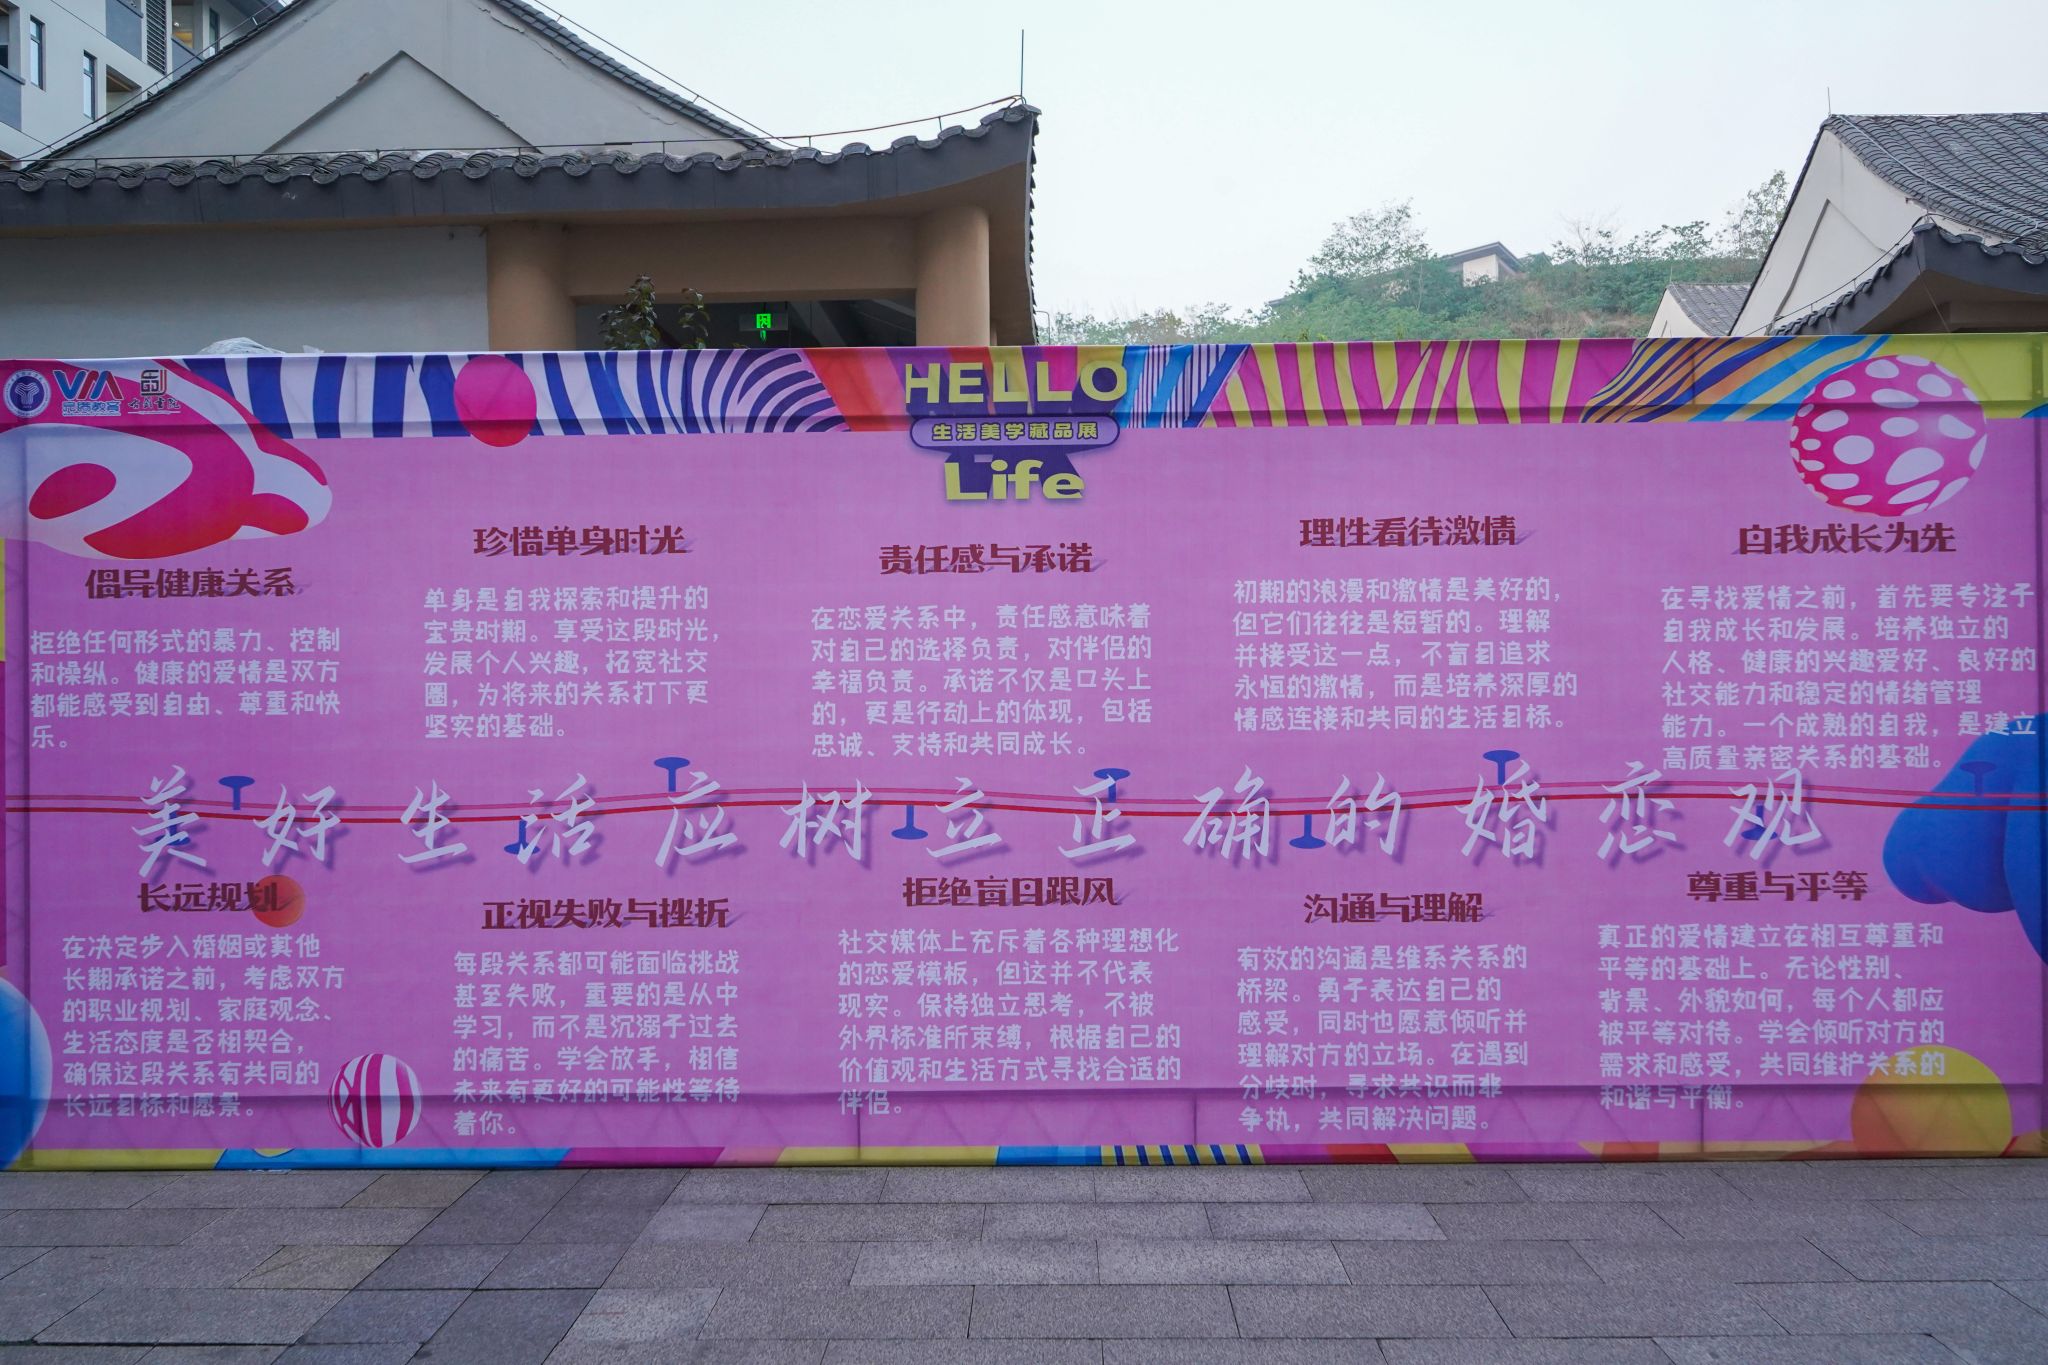 VIA
HELLO
生活美学藏品展
Life
倡导健康关系
拒绝任何形式的暴力、控制
和操纵。健康的爱情是双方
都能感受到自由、尊重和快
乐。
珍惜单身时光
单身是自我探索和提升的
宝贵时期。享受这段时光，
发展个人兴趣，拓宽社交
圈，为将来的关系打下更
坚实的基础。
责任感与承诺
在恋爱关系中，责任感意味着
对自己的选择负责，对伴侣的
幸福负责。承诺不仅是口头上
的，更是行动上的体现，包括
忠诚、支持和共同成长。
理性看待激情
初期的浪漫和激情是美好的，
但它们往往是短暂的。理解
并接受这一点，不盲目追求
永恒的激情，而是培养深厚的
情感连接和共同的生活目标。
自我成长为先
在寻找爱情之前，首先要专注于
自我成长和发展。培养独立的
人格、健康的兴趣爱好、良好的
社交能力和稳定的情绪管理
能力。一个成熟的自我，是建立
高质量亲密关系的基础。
美好生活应树立正确的婚恋观
长远规划
在决定步入婚姻或其他
长期承诺之前，考虑双方
的职业规划、家庭观念、
生活态度是否相契合，
确保这段关系有共同的
长远目标和愿景。
正视失败与挫折
每段关系都可能面临挑战
甚至失败，重要的是从中
学习，而不是沉溺于过去
的痛苦。学会放手，相信
未来有更好的可能性等待
着你。
拒绝盲目跟风
社交媒体上充斥着各种理想化
的恋爱模板，但这并不代表
现实。保持独立思考，不被
外界标准所束缚，根据自己的
价值观和生活方式寻找合适的
伴侣。
沟通与理解
有效的沟通是维系关系的
桥梁。勇于表达自己的
感受，同时也愿意倾听并
理解对方的立场。在遇到
分歧时，寻求共识而非
争执，共同解决问题。
尊重与平等
真正的爱情建立在相互尊重和
平等的基础上。无论性别、
背景、外貌如何，每个人都应
被平等对待。学会倾听对方的
需求和感受，共同维护关系的
和谐与平衡。